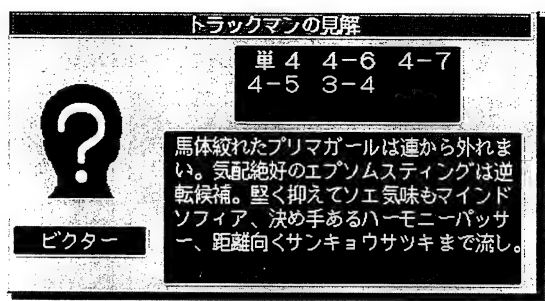 トラックマンの見解
単4 4-6 4-7
4-5 3-4
?
馬体絞れたプリマガールは連から外れま
い。気配絶好のエプソムスティングは逆
転候補。堅く抑えてソエ気味もマインド
ソフィア、決め手あるハーモニーパッサ
ー、距離向くサンキョウサツキまで流し。
ビクター